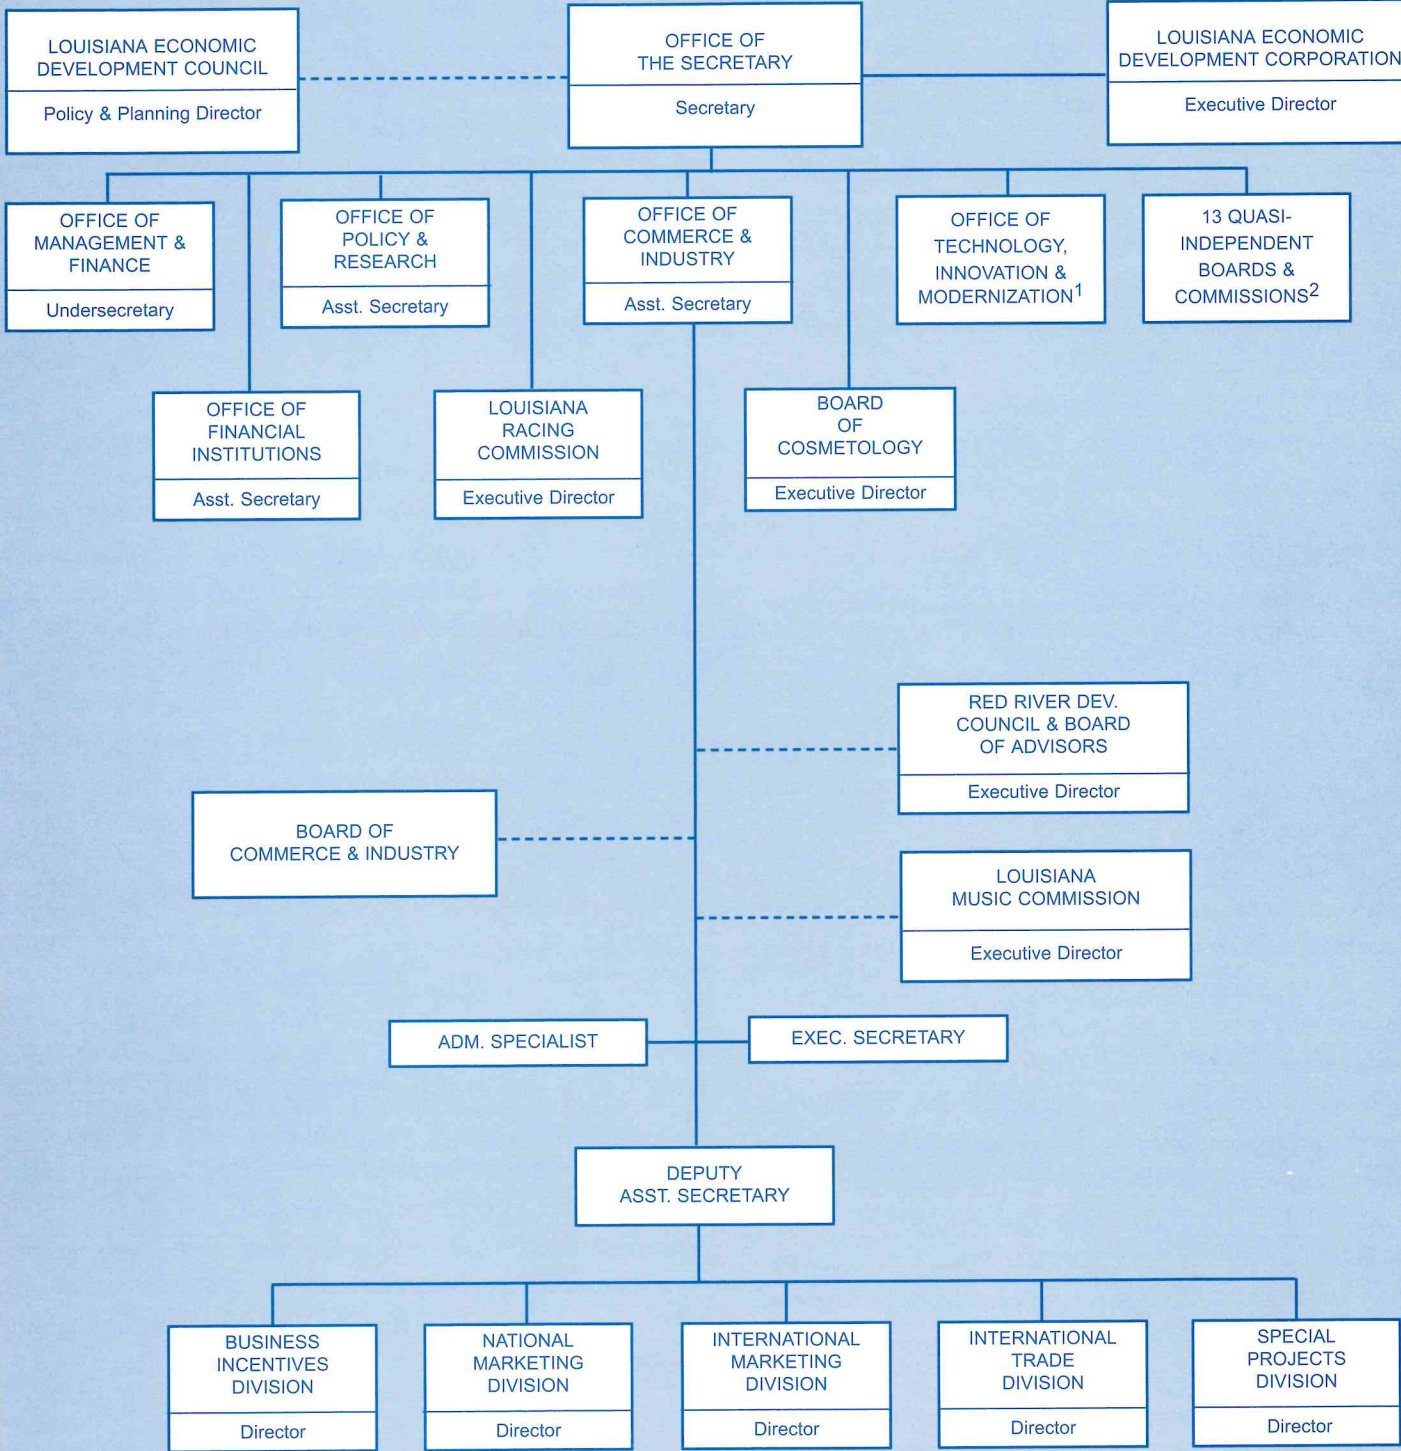 LOUISIANA ECONOMIC
DEVELOPMENT COUNCIL
Policy & Planning Director
OFFICE OF
THE SECRETARY
Secretary
LOUISIANA ECONOMIC
DEVELOPMENT CORPORATION
Executive Director
OFFICE OF
MANAGEMENT &
FINANCE
Undersecretary
OFFICE OF
POLICY &
RESEARCH
Asst. Secretary
OFFICE OF
COMMERCE &
INDUSTRY
Asst. Secretary
OFFICE OF
TECHNOLOGY,
INNOVATION &
MODERNIZATION1
13 QUASI-
INDEPENDENT
BOARDS &
COMMISSIONS2
OFFICE OF
FINANCIAL
INSTITUTIONS
Asst. Secretary
LOUISIANA
RACING
COMMISSION
Executive Director
BOARD
OF
COSMETOLOGY
Executive Director
RED RIVER DEV.
COUNCIL & BOARD
OF ADVISORS
Executive Director
BOARD OF
COMMERCE & INDUSTRY
LOUISIANA
MUSIC COMMISSION
Executive Director
ADM. SPECIALIST
EXEC. SECRETARY
DEPUTY
ASST. SECRETARY
BUSINESS
INCENTIVES
DIVISION
Director
NATIONAL
MARKETING
DIVISION
Director
INTERNATIONAL
MARKETING
DIVISION
Director
INTERNATIONAL
TRADE
DIVISION
Director
SPECIAL
PROJECTS
DIVISION
Director